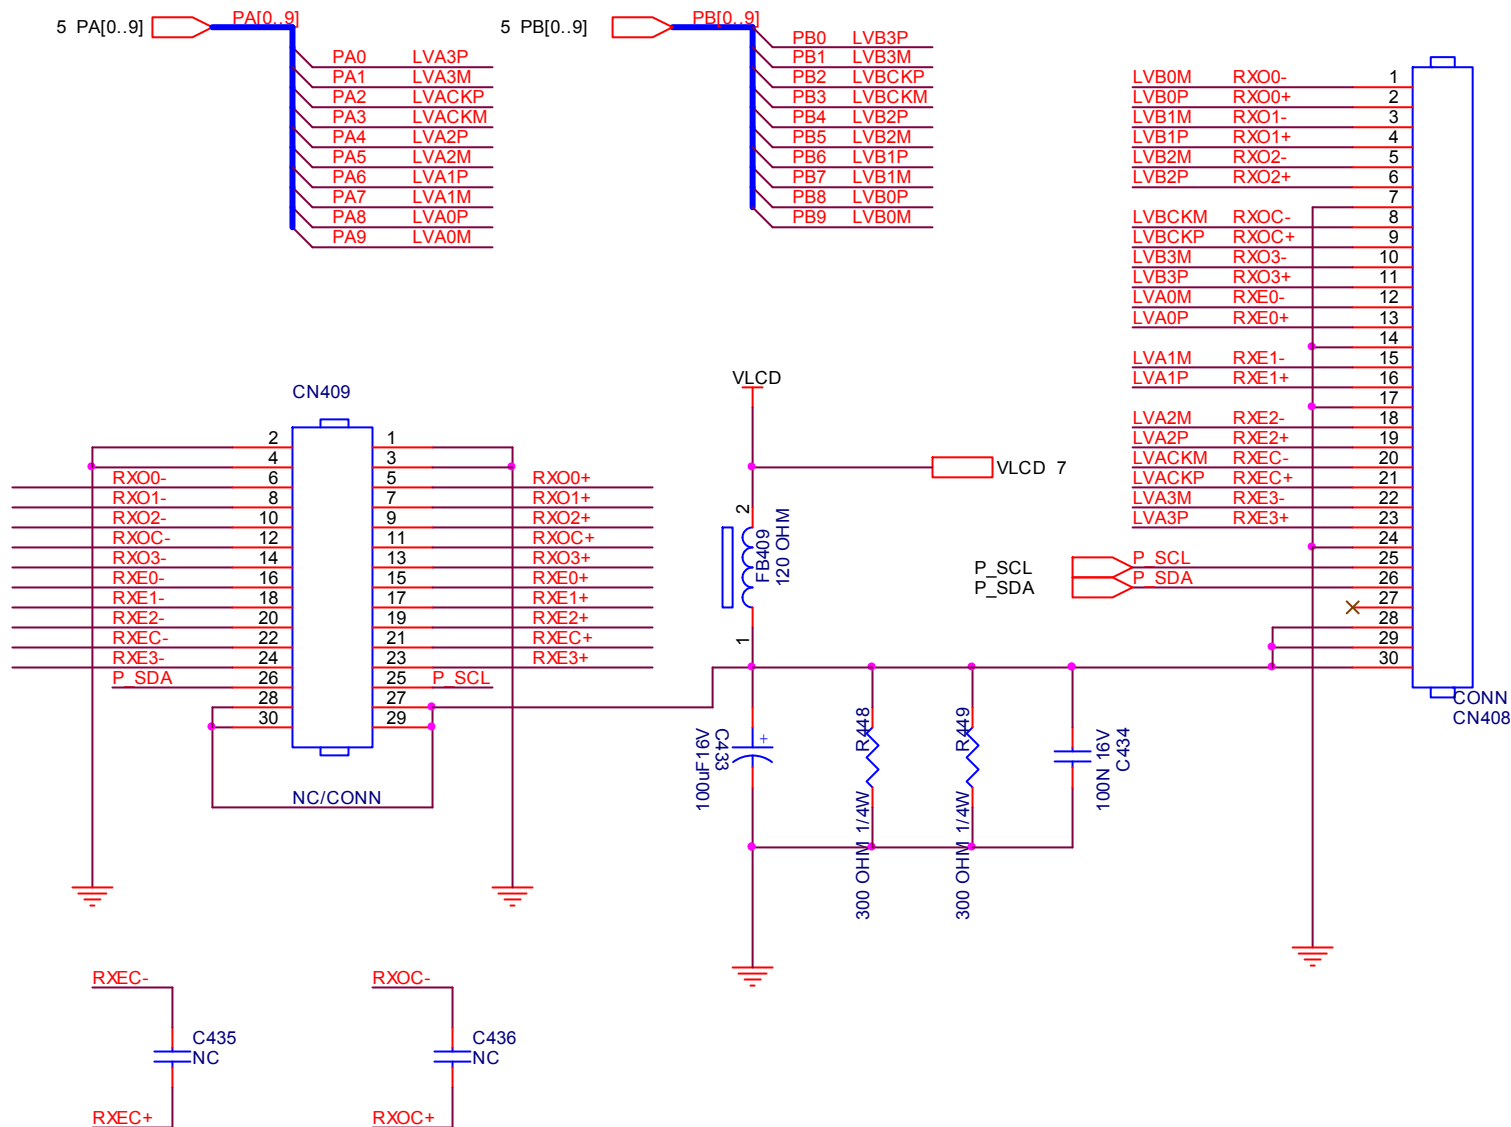 5 PA[0..9] PA[0..9]
PA0 LVA3P
PA1 LVA3M
PA2 LVACKP
PA3 LVACKM
PA4 LVA2P
PA5 LVA2M
PA6 LVA1P
PA7 LVA1M
PA8 LVA0P
PA9 LVA0M
5 PB[0..9] PB[0..9]
PB0 LVB3P
PB1 LVB3M
PB2 LVBCKP
PB3 LVBCKM
PB4 LVB2P
PB5 LVB2M
PB6 LVB1P
PB7 LVB1M
PB8 LVB0P
PB9 LVB0M
LVB0M RXO0- 1
LVB0P RXO0+ 2
LVB1M RXO1- 3
LVB1P RXO1+ 4
LVB2M RXO2- 5
LVB2P RXO2+ 6
7
LVBCKM RXOC- 8
LVBCKP RXOC+ 9
LVB3M RXO3- 10
LVB3P RXO3+ 11
LVA0M RXE0- 12
LVA0P RXE0+ 13
14
LVA1M RXE1- 15
LVA1P RXE1+ 16
17
LVA2M RXE2- 18
LVA2P RXE2+ 19
LVACKM RXEC- 20
LVACKP RXEC+ 21
LVA3M RXE3- 22
LVA3P RXE3+ 23
24
P_SCL P_SCL 25
P_SDA P_SDA 26
27
28
29
30
CONN
CN408
CN409
2 1
4 3
RXO0- 6 5 RXO0+
RXO1- 8 7 RXO1+
RXO2- 10 9 RXO2+
RXOC- 12 11 RXOC+
RXO3- 14 13 RXO3+
RXE0- 16 15 RXE0+
RXE1- 18 17 RXE1+
RXE2- 20 19 RXE2+
RXEC- 22 21 RXEC+
RXE3- 24 23 RXE3+
P_SDA 26 25 P_SCL
28 27
30 29
NC/CONN
VLCD
VLCD 7
2
FB409
120 OHM
1
C433
100uF16V
+
R448
300 OHM 1/4W
R449
300 OHM 1/4W
100N 16V
C434
RXEC-
C435
NC
RXEC+
RXOC-
C436
NC
RXOC+